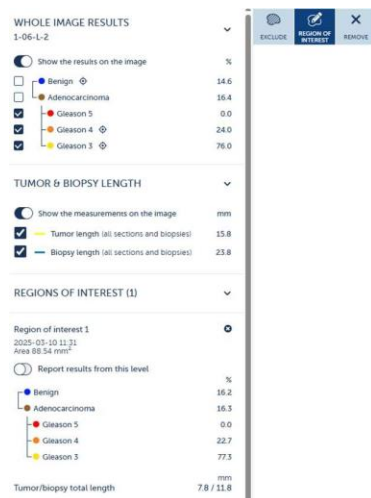 WHOLE IMAGE RESULTS
1-06-L-2
EXCLUDE
REGION OF
INTEREST
REMOVE
Show the results on the image %
Benign 14.6
Adenocarcinoma 16.4
Gleason 5 0.0
Gleason 4 24.0
Gleason 3 76.0
TUMOR & BIOPSY LENGTH
Show the measurements on the image mm
Tumor length (all sections and biopsies) 15.8
Biopsy length (all sections and biopsies) 23.8
REGIONS OF INTEREST (1)
Region of interest 1
2025-03-10 11:31
Area 88.54 mm²
Report results from this level
%
Benign 16.2
Adenocarcinoma 16.3
Gleason 5 0.0
Gleason 4 22.7
Gleason 3 77.3
mm
Tumor/biopsy total length 7.8 / 11.8